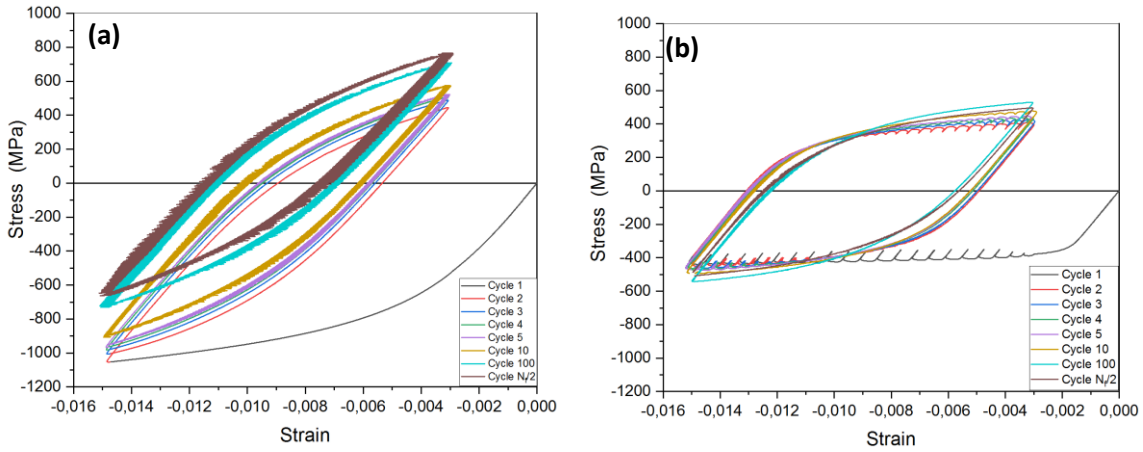 (a)
1000
800
600
400
200
0
-200
-400
-600
-800
-1000
-1200
Stress (MPa)
-0,016 -0,014 -0,012 -0,010 -0,008 -0,006 -0,004 -0,002 0,000
Strain
Cycle 1
Cycle 2
Cycle 3
Cycle 4
Cycle 5
Cycle 10
Cycle 100
Cycle Nf/2
(b)
1000
800
600
400
200
0
-200
-400
-600
-800
-1000
-1200
Stress (MPa)
-0,016 -0,014 -0,012 -0,010 -0,008 -0,006 -0,004 -0,002 0,000
Strain
Cycle 1
Cycle 2
Cycle 3
Cycle 4
Cycle 5
Cycle 10
Cycle 100
Cycle Nf/2